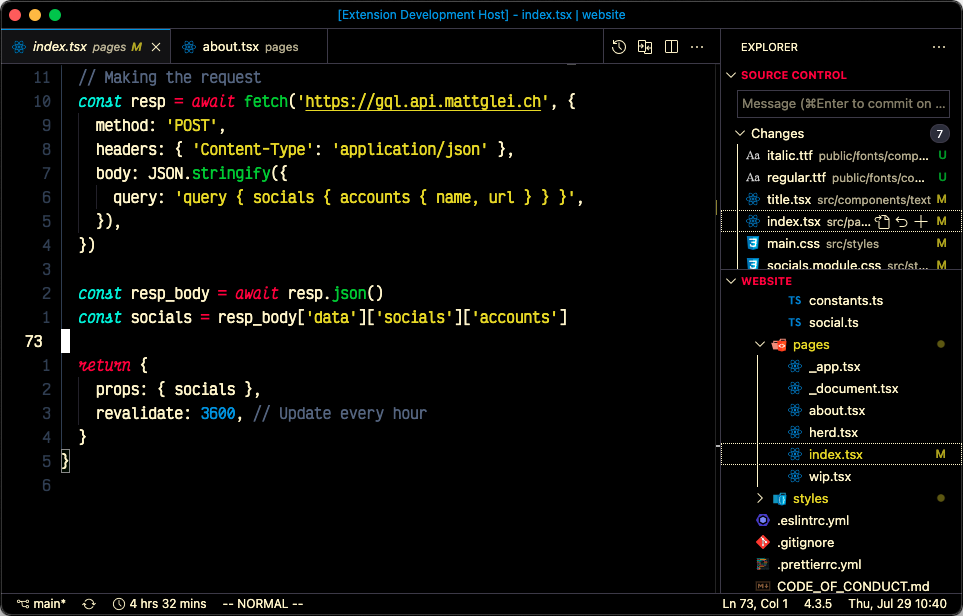 [Extension Development Host] - index.tsx | website
index.tsx pages M
about.tsx pages
11 // Making the request
10 const resp = await fetch('https://gql.api.mattglei.ch', {
9 method: 'POST',
8 headers: { 'Content-Type': 'application/json' },
7 body: JSON.stringify({
6 query: 'query { socials { accounts { name, url } } }',
5 }),
4 })
3
2 const resp_body = await resp.json()
1 const socials = resp_body['data']['socials']['accounts']
73
1 return {
2 props: { socials },
3 revalidate: 3600, // Update every hour
4 }
5 }
6
EXPLORER
SOURCE CONTROL
Message (⌘Enter to commit on ...
Changes 7
Aa italic.ttf public/fonts/comp... U
Aa regular.ttf public/fonts/co... U
title.tsx src/components/text M
index.tsx src/pa... M
main.css src/styles M
socials.module.css src/st... M
WEBSITE
TS constants.ts
TS social.ts
pages
_app.tsx
_document.tsx
about.tsx
herd.tsx
index.tsx M
wip.tsx
styles
.eslintrc.yml
.gitignore
.prettierrc.yml
CODE_OF_CONDUCT.md
main* 4 hrs 32 mins -- NORMAL -- Ln 73, Col 1 4.3.5 Thu, Jul 29 10:40